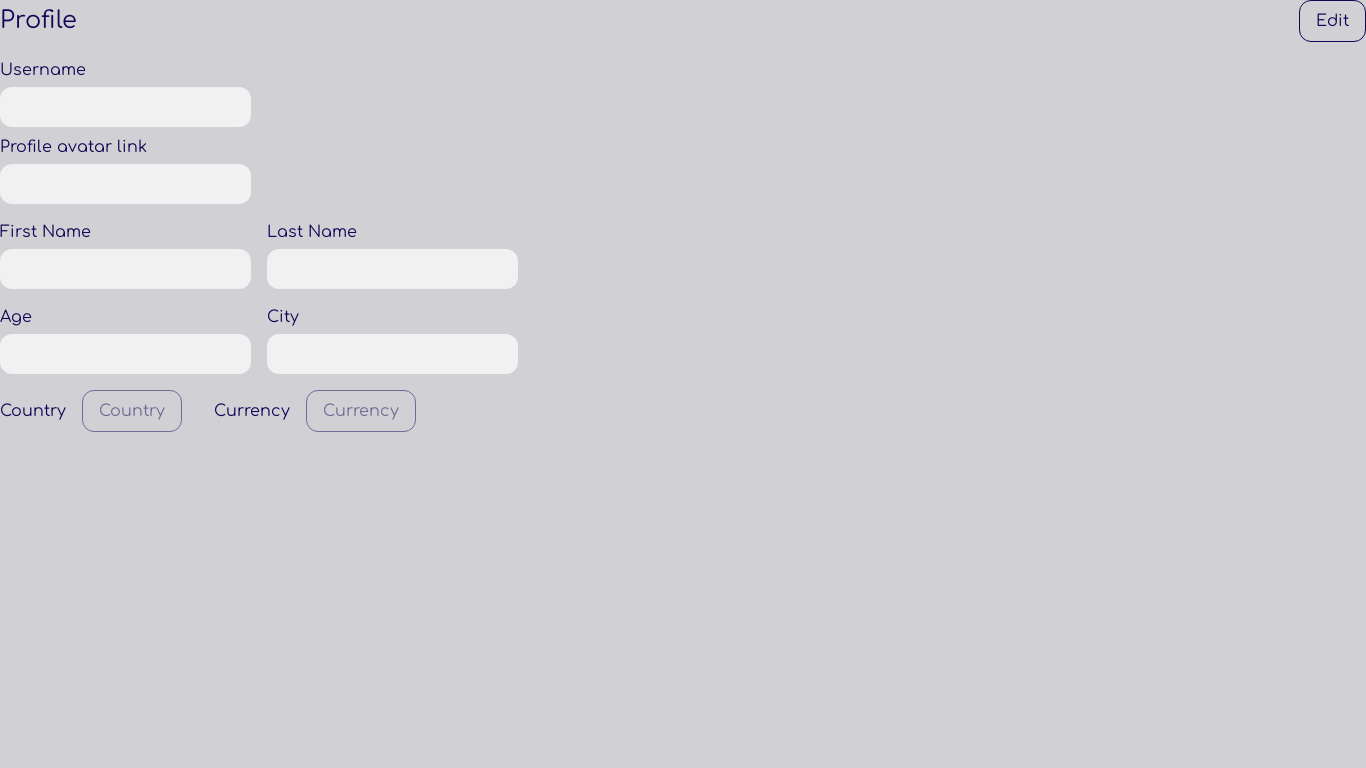 Profile
Edit
Username
Profile avatar link
First Name
Last Name
Age
City
Country
Country
Currency
Currency